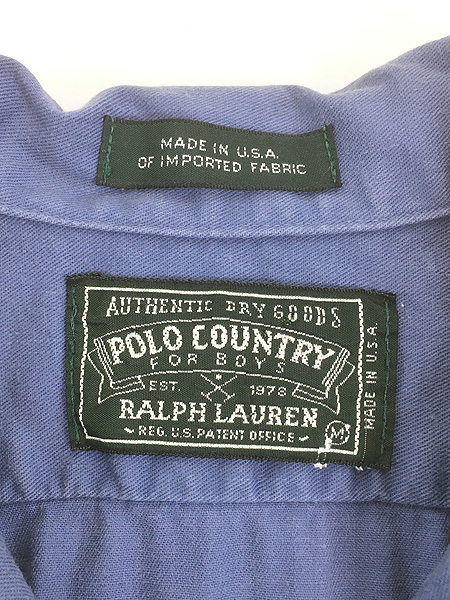 MADE IN U.S.A.
OF IMPORTED FABRIC
AUTHENTIC DRY GOODS
POLO COUNTRY
FOR BOYS
EST. 1978
RALPH LAUREN
REG. U.S. PATENT OFFICE
M
MADE IN U.S.A.